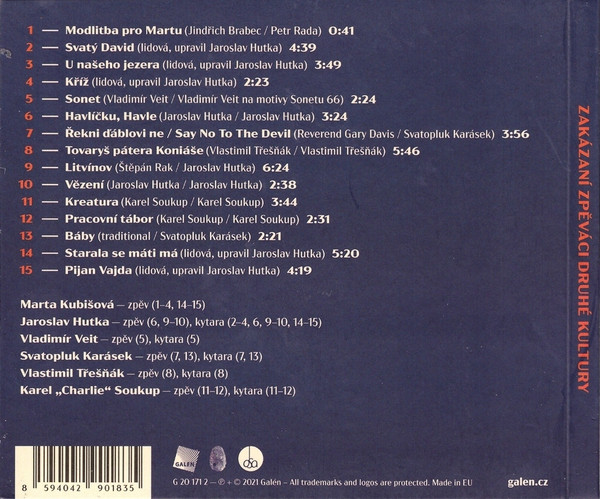 1 — Modlitba pro Martu (Jindřich Brabec / Petr Rada) 0:41
2 — Svatý David (lidová, upravil Jaroslav Hutka) 4:39
3 — U našeho jezera (lidová, upravil Jaroslav Hutka) 3:49
4 — Kříž (lidová, upravil Jaroslav Hutka) 2:23
5 — Sonet (Vladimír Veit / Vladimír Veit na motivy Sonetu 66) 2:24
6 — Havlíčku, Havle (Jaroslav Hutka / Jaroslav Hutka) 3:24
7 — Řekni ďáblovi ne / Say No To The Devil (Reverend Gary Davis / Svatopluk Karásek) 3:56
8 — Tovaryš pátera Koniáše (Vlastimil Třešňák / Vlastimil Třešňák) 5:46
9 — Litvínov (Štěpán Rak / Jaroslav Hutka) 6:24
10 — Vězení (Jaroslav Hutka / Jaroslav Hutka) 2:38
11 — Kreatura (Karel Soukup / Karel Soukup) 3:44
12 — Pracovní tábor (Karel Soukup / Karel Soukup) 2:31
13 — Báby (traditional / Svatopluk Karásek) 2:21
14 — Starala se máti má (lidová, upravil Jaroslav Hutka) 5:20
15 — Pijan Vajda (lidová, upravil Jaroslav Hutka) 4:19
Marta Kubišová — zpěv (1–4, 14–15)
Jaroslav Hutka — zpěv (6, 9–10), kytara (2–4, 6, 9–10, 14–15)
Vladimír Veit — zpěv (5), kytara (5)
Svatopluk Karásek — zpěv (7, 13), kytara (7, 13)
Vlastimil Třešňák — zpěv (8), kytara (8)
Karel „Charlie“ Soukup — zpěv (11–12), kytara (11–12)
8 594042 901835
GALÉN
osa
G 20 171 2 — ℗ + © 2021 Galén – All trademarks and logos are protected. Made in EU
galen.cz
ZAKÁZANÍ ZPĚVÁCI DRUHÉ KULTURY